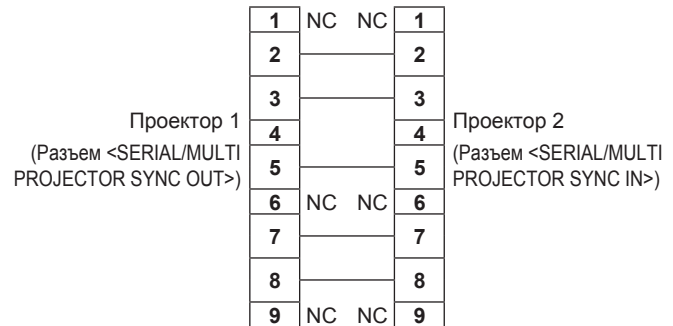 1 NC NC 1
2 2
3 3
Проектор 1
4 4
Проектор 2
(Разъем <SERIAL/MULTI
PROJECTOR SYNC OUT>)
5 5
(Разъем <SERIAL/MULTI
PROJECTOR SYNC IN>)
6 NC NC 6
7 7
8 8
9 NC NC 9